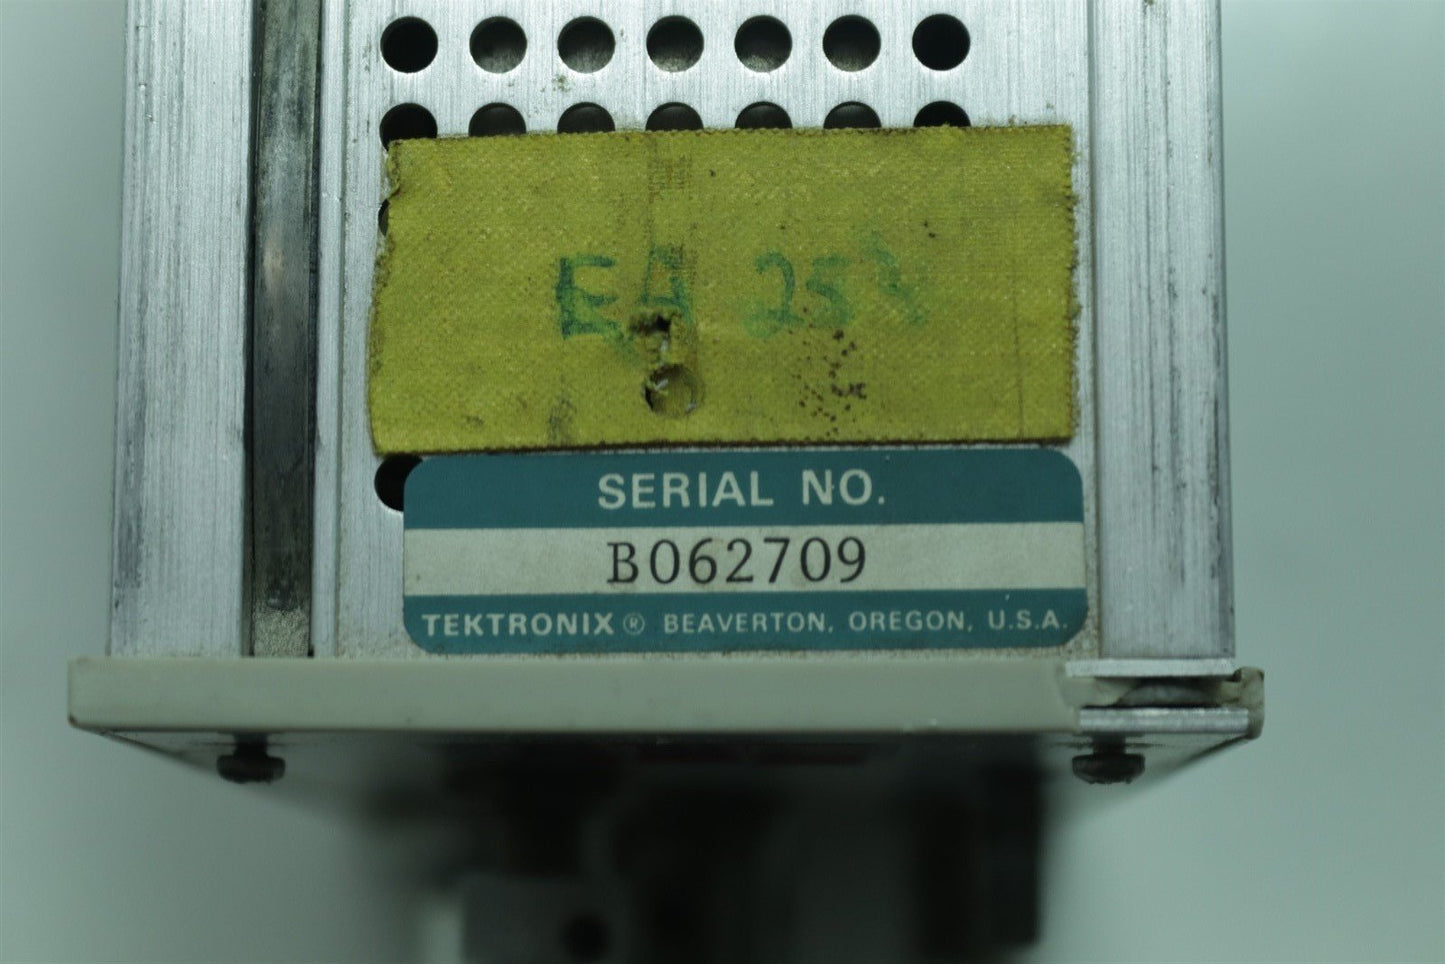 SERIAL NO.
B062709
TEKTRONIX® BEAVERTON, OREGON, U.S.A.